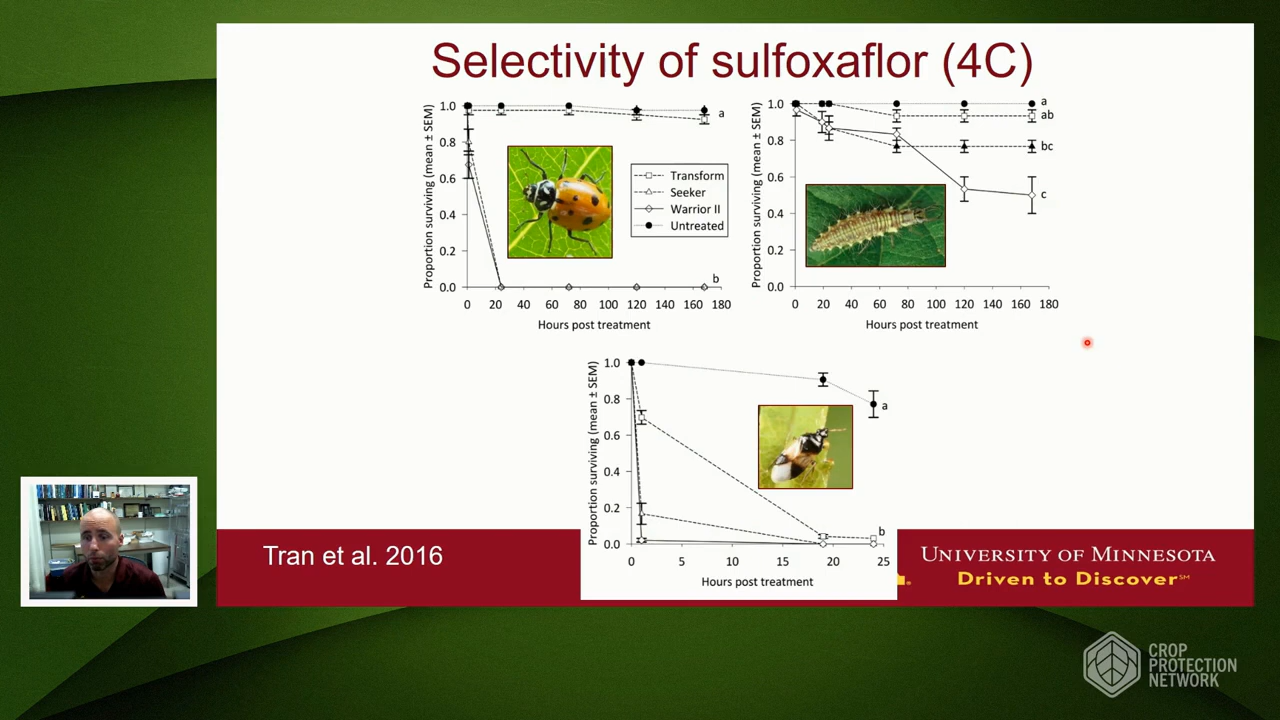 Selectivity of sulfoxaflor (4C)
Proportion surviving (mean ± SEM)
1.0
0.8
0.6
0.4
0.2
0.0
0 20 40 60 80 100 120 140 160 180
Hours post treatment
a
b
Transform
Seeker
Warrior II
Untreated
Proportion surviving (mean ± SEM)
1.0
0.8
0.6
0.4
0.2
0.0
0 20 40 60 80 100 120 140 160 180
Hours post treatment
a
ab
bc
c
Proportion surviving (mean ± SEM)
1.0
0.8
0.6
0.4
0.2
0.0
0 5 10 15 20 25
Hours post treatment
a
b
Tran et al. 2016
UNIVERSITY OF MINNESOTA
Driven to Discover℠
CROP
PROTECTION
NETWORK